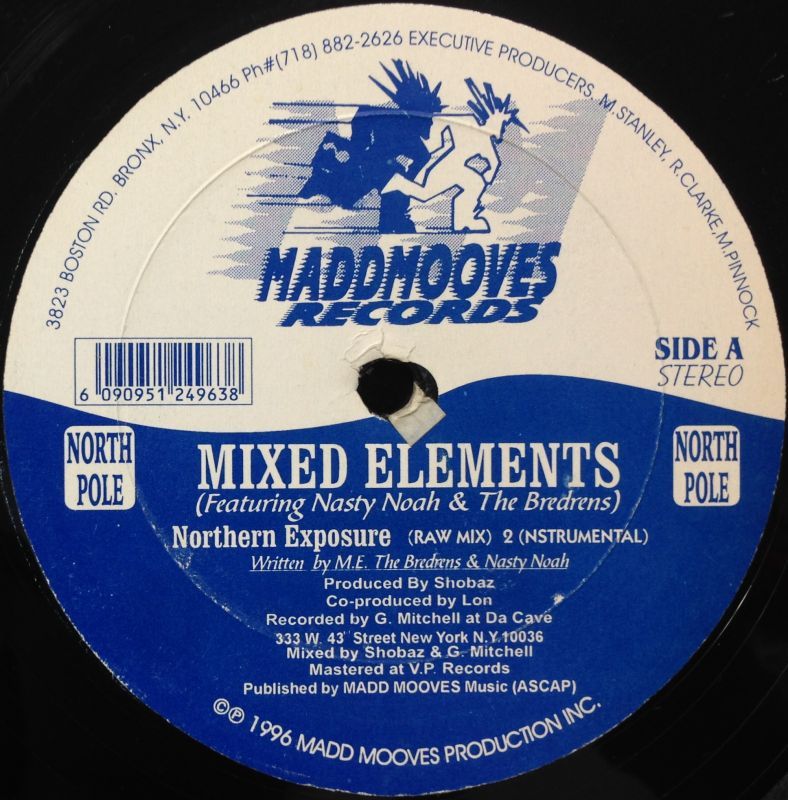 3823 BOSTON RD. BRONX, N.Y. 10466 Ph#(718) 882-2626 EXECUTIVE PRODUCERS, M.STANLEY, R.CLARKE,M.PINNOCK
MADDMOOVES
RECORDS
6 090951 249638
SIDE A
STEREO
NORTH
POLE
NORTH
POLE
MIXED ELEMENTS
(Featuring Nasty Noah & The Bredrens)
Northern Exposure (RAW MIX) 2 (NSTRUMENTAL)
Written by M.E. The Bredrens & Nasty Noah
Produced By Shobaz
Co-produced by Lon
Recorded by G. Mitchell at Da Cave
333 W. 43" Street New York N.Y.10036
Mixed by Shobaz & G. Mitchell
Mastered at V.P. Records
Published by MADD MOOVES Music (ASCAP)
©℗ 1996 MADD MOOVES PRODUCTION INC.